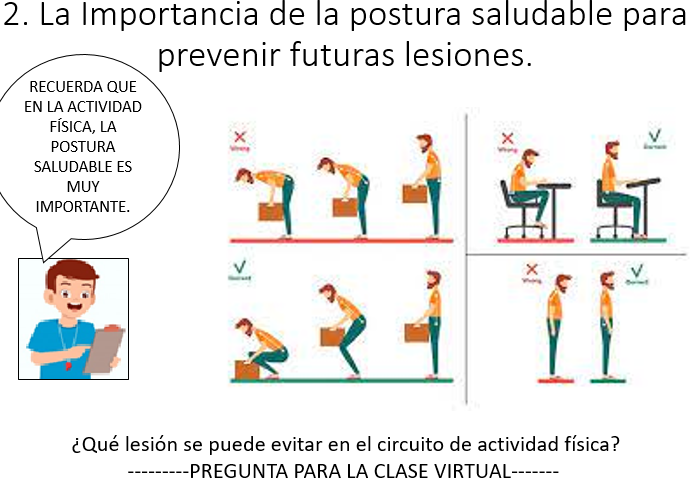 2. La Importancia de la postura saludable para
prevenir futuras lesiones.
RECUERDA QUE
EN LA ACTIVIDAD
FÍSICA, LA
POSTURA
SALUDABLE ES
MUY
IMPORTANTE.
Wrong
Wrong
Correct
Correct
Wrong
Correct
¿Qué lesión se puede evitar en el circuito de actividad física?
---------PREGUNTA PARA LA CLASE VIRTUAL-------